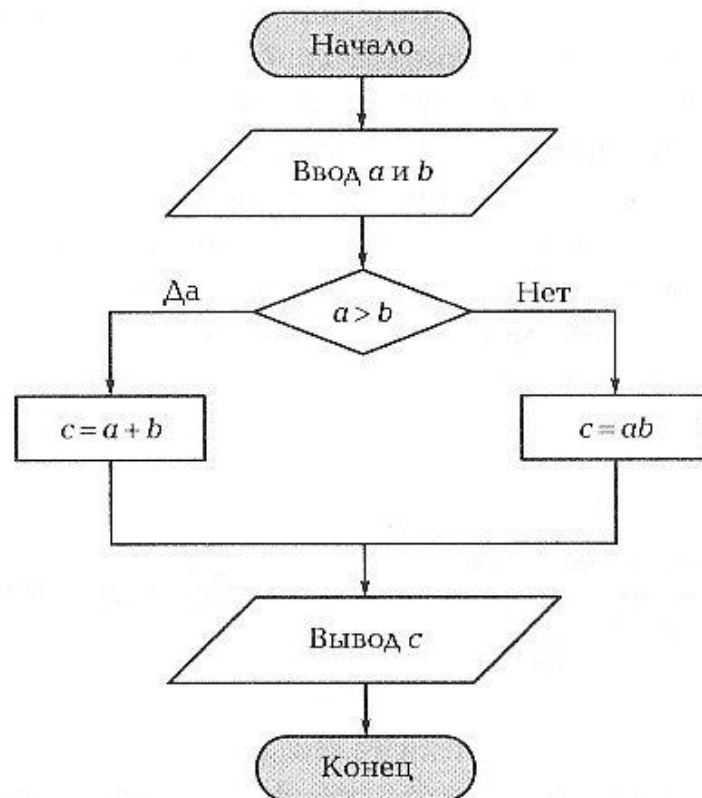 Начало
Ввод a и b
Да
a > b
Нет
c = a + b
c = ab
Вывод c
Конец